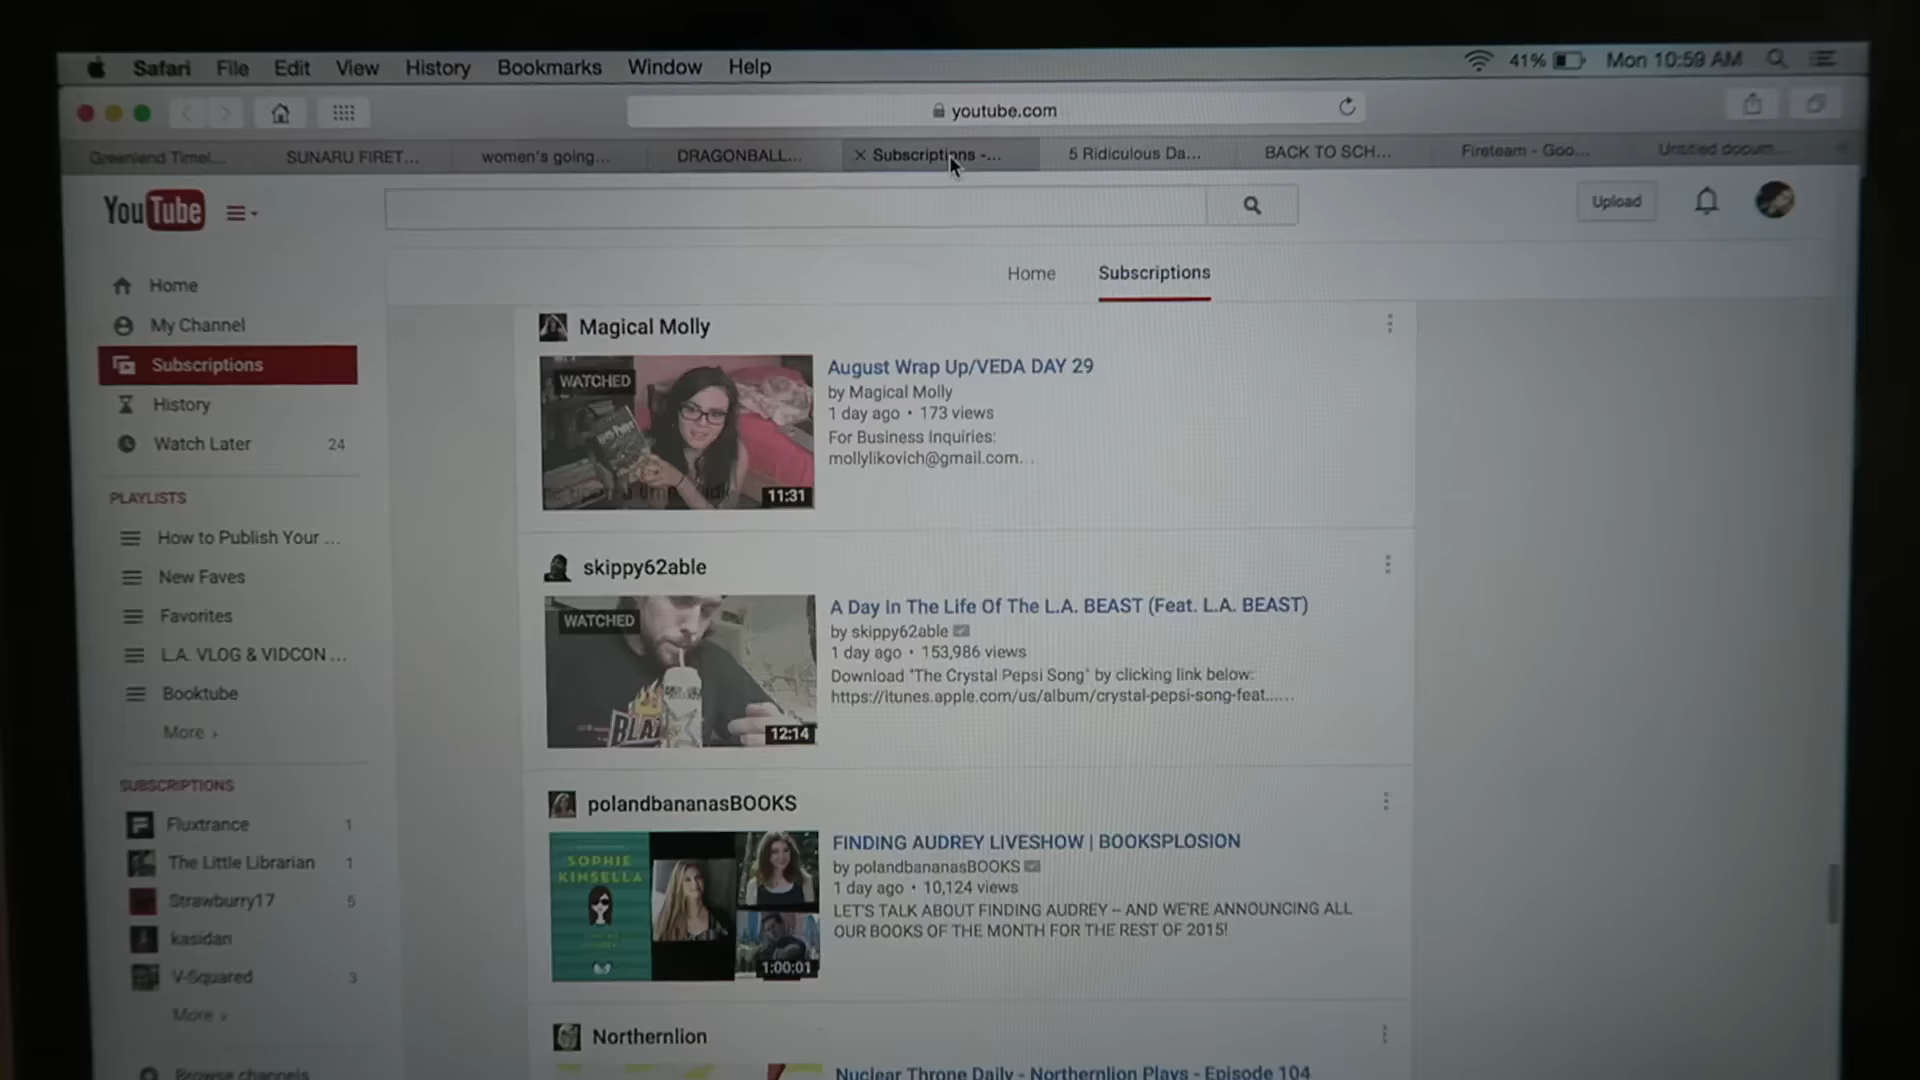 Safari File Edit View History Bookmarks Window Help 41% Mon 10:59 AM
youtube.com
Greenland Timel... SUNARU FIRET... women's going... DRAGONBALL... Subscriptions -... 5 Ridiculous Da... BACK TO SCH... Fireteam - Goo... Untitled docum...
YouTube
Upload
Home Subscriptions
Home
My Channel
Subscriptions
History
Watch Later 24
PLAYLISTS
How to Publish Your ...
New Faves
Favorites
L.A. VLOG & VIDCON ...
Booktube
More ›
SUBSCRIPTIONS
Fluxtrance 1
The Little Librarian 1
Strawburry17 5
kasidan
V-Squared 3
More ›
Browse channels
Magical Molly
WATCHED
11:31
August Wrap Up/VEDA DAY 29
by Magical Molly
1 day ago • 173 views
For Business Inquiries:
mollylikovich@gmail.com...
skippy62able
WATCHED
12:14
A Day In The Life Of The L.A. BEAST (Feat. L.A. BEAST)
by skippy62able
1 day ago • 153,986 views
Download "The Crystal Pepsi Song" by clicking link below:
https://itunes.apple.com/us/album/crystal-pepsi-song-feat......
polandbananasBOOKS
SOPHIE
KINSELLA
1:00:01
FINDING AUDREY LIVESHOW | BOOKSPLOSION
by polandbananasBOOKS
1 day ago • 10,124 views
LET'S TALK ABOUT FINDING AUDREY -- AND WE'RE ANNOUNCING ALL
OUR BOOKS OF THE MONTH FOR THE REST OF 2015!
Northernlion
Nuclear Throne Daily - Northernlion Plays - Episode 104